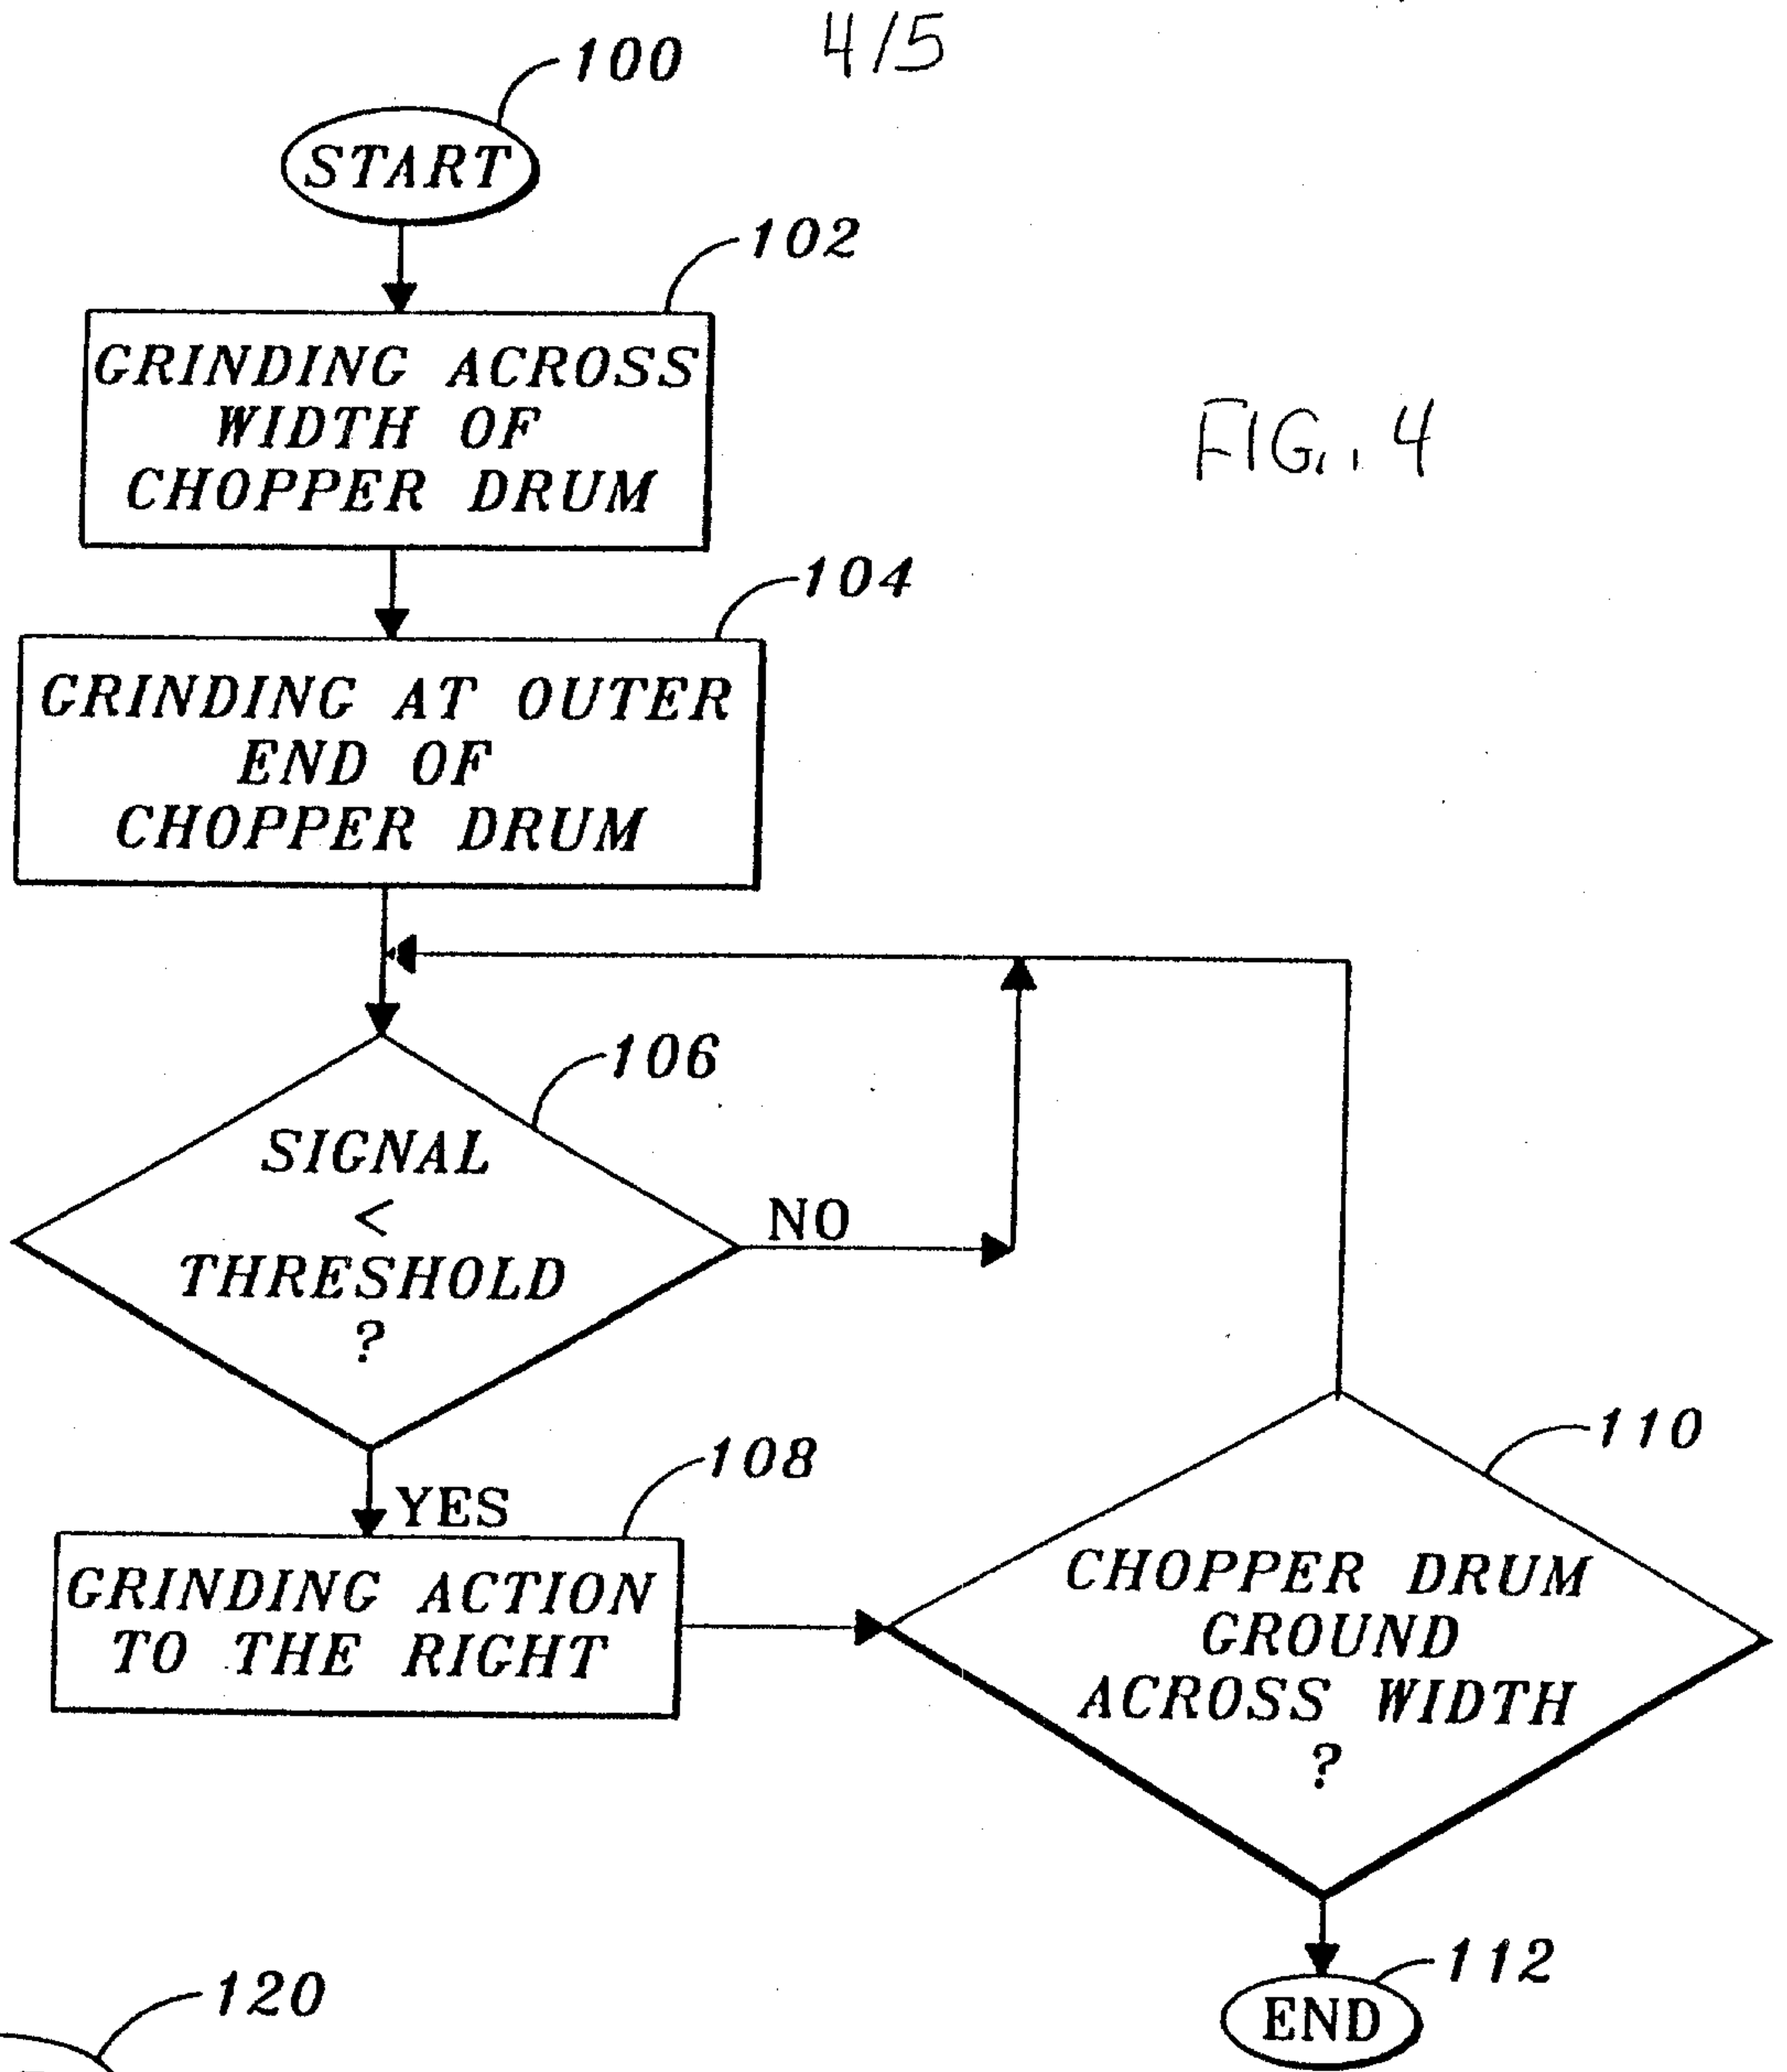 4/5
100
START
102
GRINDING ACROSS
WIDTH OF
CHOPPER DRUM
FIG. 4
104
GRINDING AT OUTER
END OF
CHOPPER DRUM
106
SIGNAL
<
THRESHOLD
?
NO
YES
108
GRINDING ACTION
TO THE RIGHT
110
CHOPPER DRUM
GROUND
ACROSS WIDTH
?
112
END
120